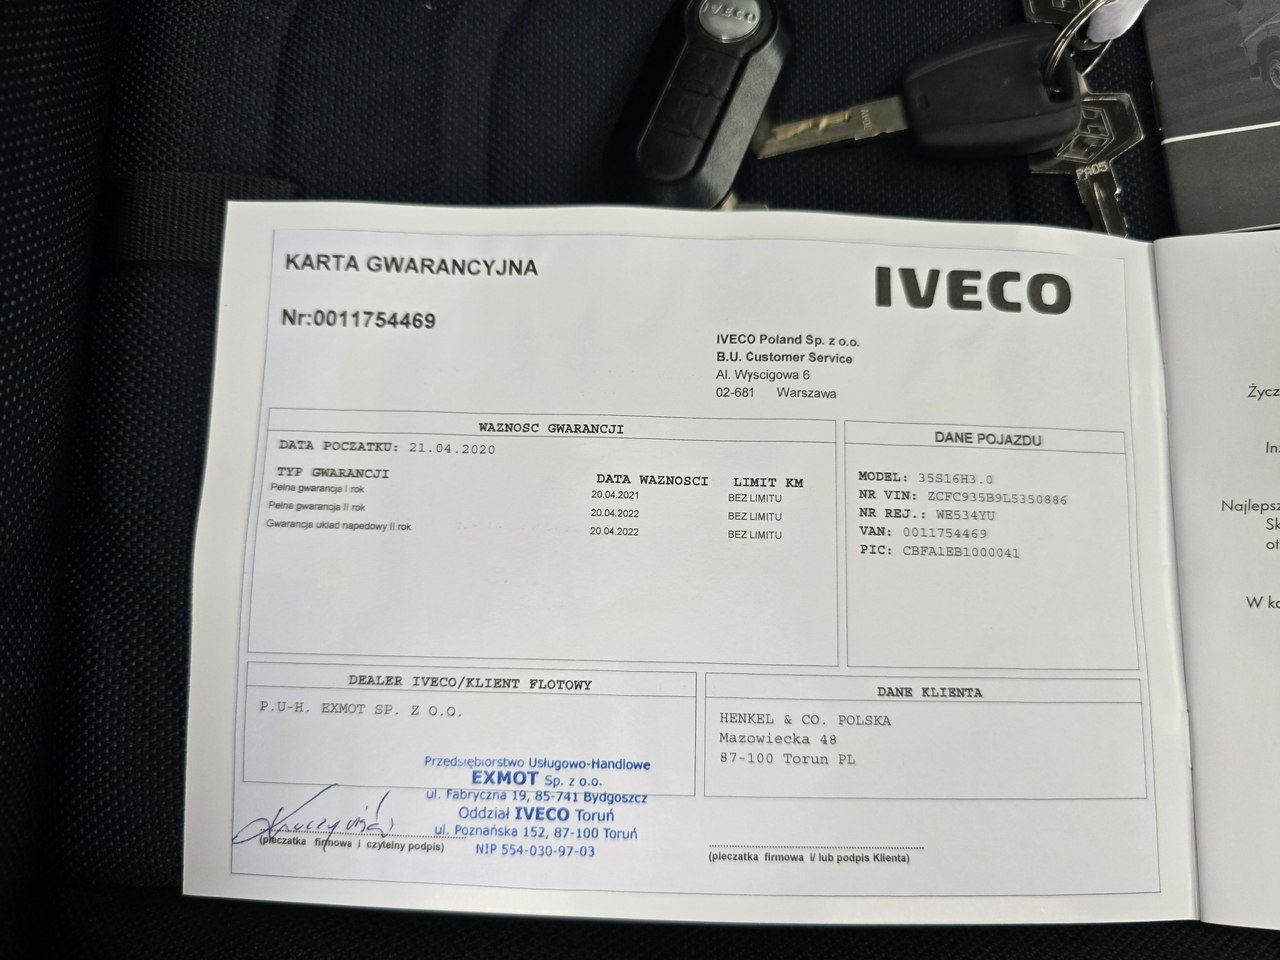 IVECO
PA05
KARTA GWARANCYJNA
IVECO
Nr:0011754469
IVECO Poland Sp. z o.o.
B.U. Customer Service
Al. Wyscigowa 6
02-681 Warszawa
WAZNOSC GWARANCJI
DATA POCZATKU: 21.04.2020
TYP GWARANCJI DATA WAZNOSCI LIMIT KM
Pelna gwarancja I rok 20.04.2021 BEZ LIMITU
Pelna gwarancja II rok 20.04.2022 BEZ LIMITU
Gwarancja uklad napedowy II rok 20.04.2022 BEZ LIMITU
DANE POJAZDU
MODEL: 35S16H3.0
NR VIN: ZCFC935B9L5350886
NR REJ.: WE534YU
VAN: 0011754469
PIC: CBFA1EB1000041
DEALER IVECO/KLIENT FLOTOWY
P.U-H. EXMOT SP. Z O.O.
Przedsiębiorstwo Usługowo-Handlowe
EXMOT Sp. z o.o.
ul. Fabryczna 19, 85-741 Bydgoszcz
Oddział IVECO Toruń
ul. Poznańska 152, 87-100 Toruń
NIP 554-030-97-03
(pieczatka firmowa i czytelny podpis)
DANE KLIENTA
HENKEL & CO. POLSKA
Mazowiecka 48
87-100 Torun PL
(pieczatka firmowa i/ lub podpis Klienta)
Życz
Najlepsz
Sk
W ko